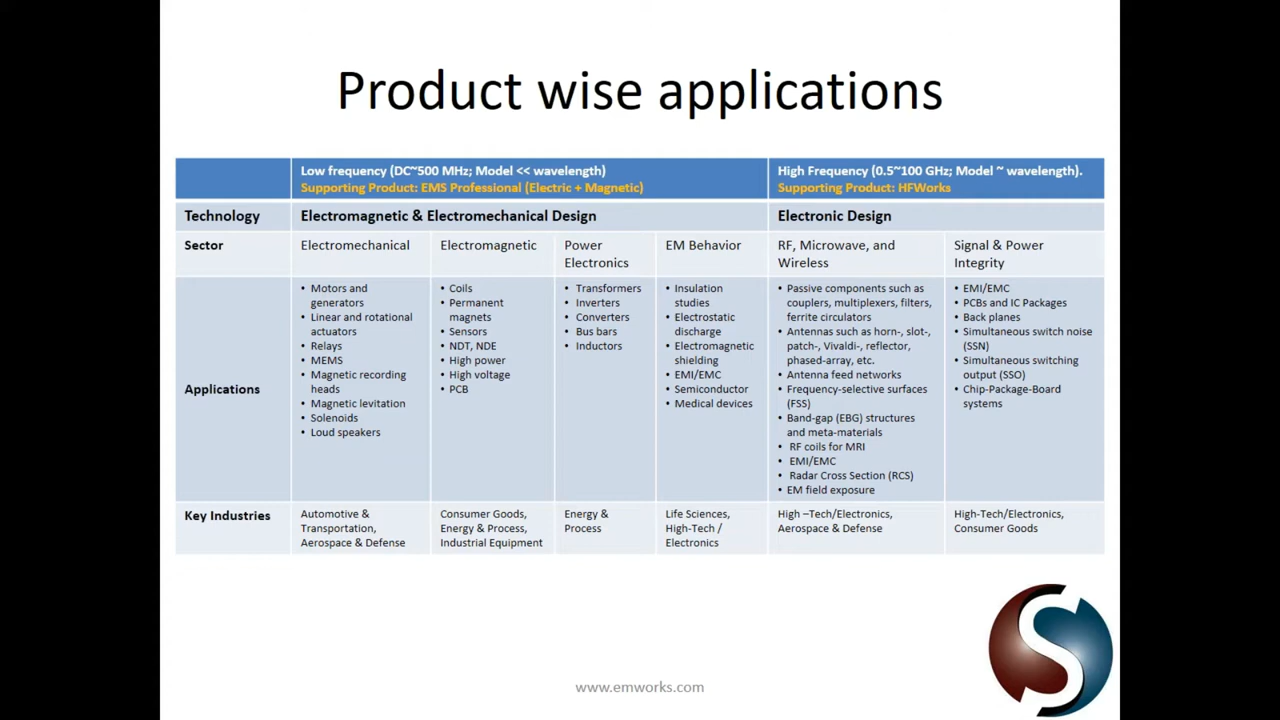 Product wise applications
Low frequency (DC~500 MHz; Model << wavelength)
Supporting Product: EMS Professional (Electric + Magnetic)
High Frequency (0.5~100 GHz; Model ~ wavelength).
Supporting Product: HFWorks
Technology
Electromagnetic & Electromechanical Design
Electronic Design
Sector
Electromechanical
Electromagnetic
Power
Electronics
EM Behavior
RF, Microwave, and
Wireless
Signal & Power
Integrity
Applications
• Motors and
generators
• Linear and rotational
actuators
• Relays
• MEMS
• Magnetic recording
heads
• Magnetic levitation
• Solenoids
• Loud speakers
• Coils
• Permanent
magnets
• Sensors
• NDT, NDE
• High power
• High voltage
• PCB
• Transformers
• Inverters
• Converters
• Bus bars
• Inductors
• Insulation
studies
• Electrostatic
discharge
• Electromagnetic
shielding
• EMI/EMC
• Semiconductor
• Medical devices
• Passive components such as
couplers, multiplexers, filters,
ferrite circulators
• Antennas such as horn-, slot-,
patch-, Vivaldi-, reflector,
phased-array, etc.
• Antenna feed networks
• Frequency-selective surfaces
(FSS)
• Band-gap (EBG) structures
and meta-materials
• RF coils for MRI
• EMI/EMC
• Radar Cross Section (RCS)
• EM field exposure
• EMI/EMC
• PCBs and IC Packages
• Back planes
• Simultaneous switch noise
(SSN)
• Simultaneous switching
output (SSO)
• Chip-Package-Board
systems
Key Industries
Automotive &
Transportation,
Aerospace & Defense
Consumer Goods,
Energy & Process,
Industrial Equipment
Energy &
Process
Life Sciences,
High-Tech /
Electronics
High –Tech/Electronics,
Aerospace & Defense
High-Tech/Electronics,
Consumer Goods
S
www.emworks.com